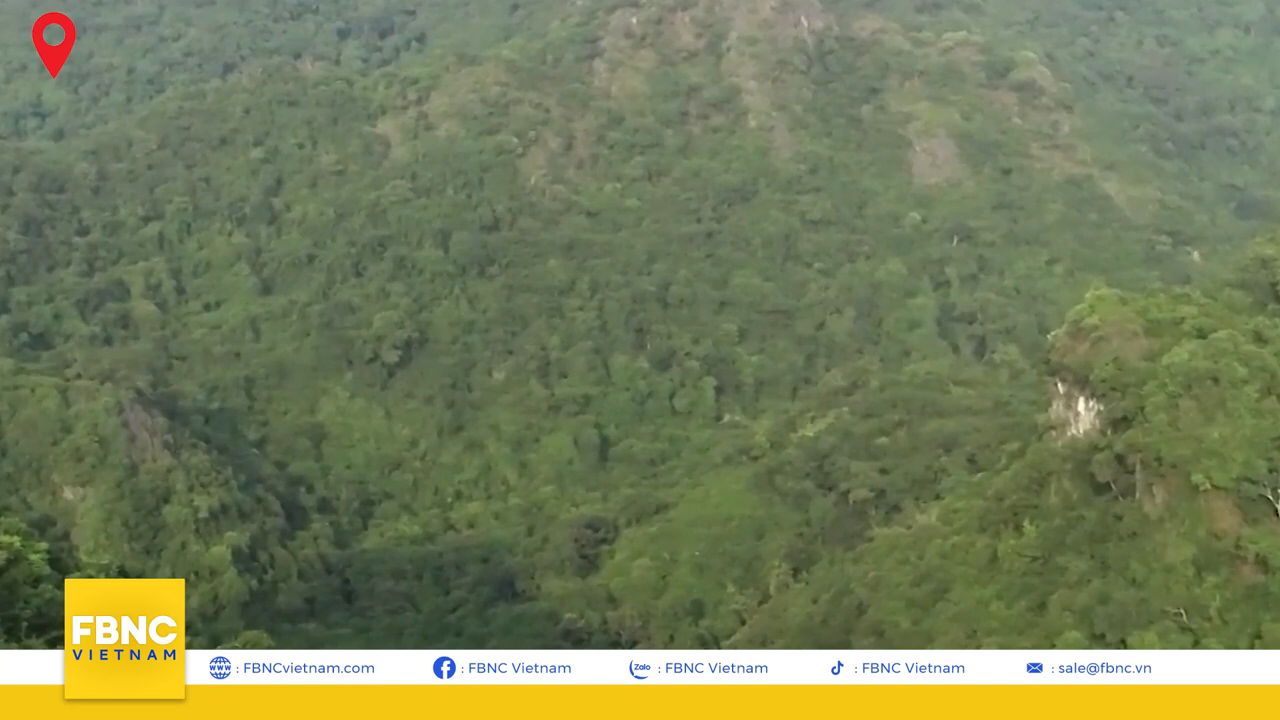 FBNC
VIETNAM
: FBNCvietnam.com
: FBNC Vietnam
Zalo : FBNC Vietnam
: FBNC Vietnam
: sale@fbnc.vn